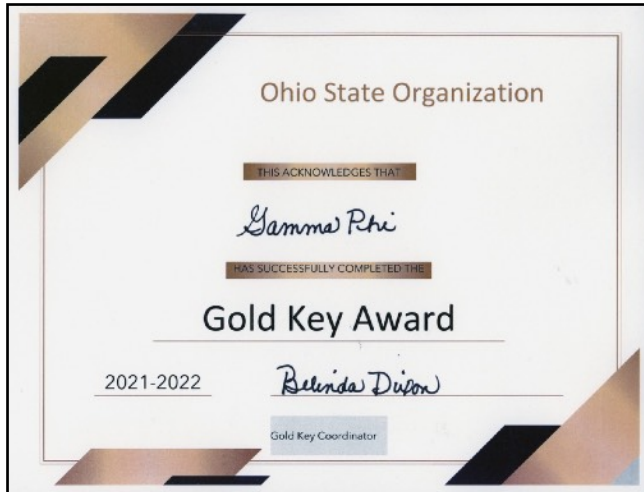 Ohio State Organization
THIS ACKNOWLEDGES THAT
Gamma Phi
HAS SUCCESSFULLY COMPLETED THE
Gold Key Award
2021-2022 Belinda Dixon
Gold Key Coordinator